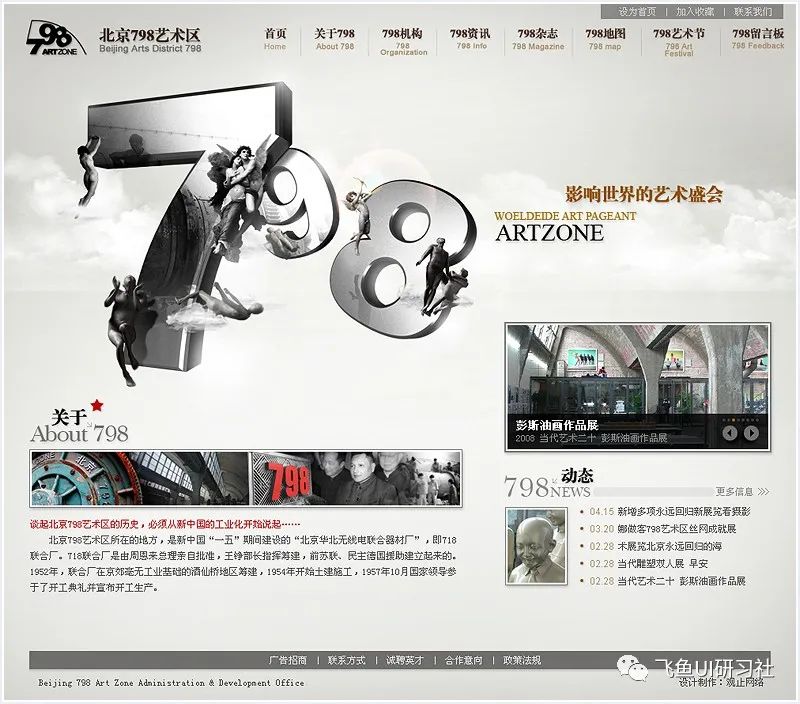 设为首页 | 加入收藏 | 联系我们
798 ARTZONE
北京798艺术区
Beijing Arts District 798
首页 关于798 798机构 798资讯 798杂志 798地图 798艺术节 798留言板
Home About 798 798 Organization 798 info 798 Magazine 798 map 798 Art Festival 798 Feedback
798
影响世界的艺术盛会
WOELDEIDE ART PAGEANT
ARTZONE
彭斯油画作品展
2008 当代艺术二十 彭斯油画作品展
关于
About 798
798
谈起北京798艺术区的历史，必须从新中国的工业化开始说起……
北京798艺术区所在的地方，是新中国“一五”期间建设的“北京华北无线电联合器材厂”，即718
联合厂。718联合厂是由周恩来总理亲自批准，王铮部长指挥筹建，前苏联、民主德国援助建立起来的。
1952年，联合厂在京郊毫无工业基础的酒仙桥地区筹建，1954年开始土建施工，1957年10月国家领导参
于了开工典礼并宣布开工生产。
798 动态
NEWS
更多信息
04.15 新增多项永远回归新展览看摄影
03.20 娜做客798艺术区丝网成就展
02.28 木展览北京永远回归的海
02.28 当代雕塑双人展 早安
02.28 当代艺术二十 彭斯油画作品展
广告招商 | 联系方式 | 诚聘英才 | 合作意向 | 政策法规
飞鱼UI研习社
Beijing 798 Art Zone Administration & Development Office
设计制作：观止网络